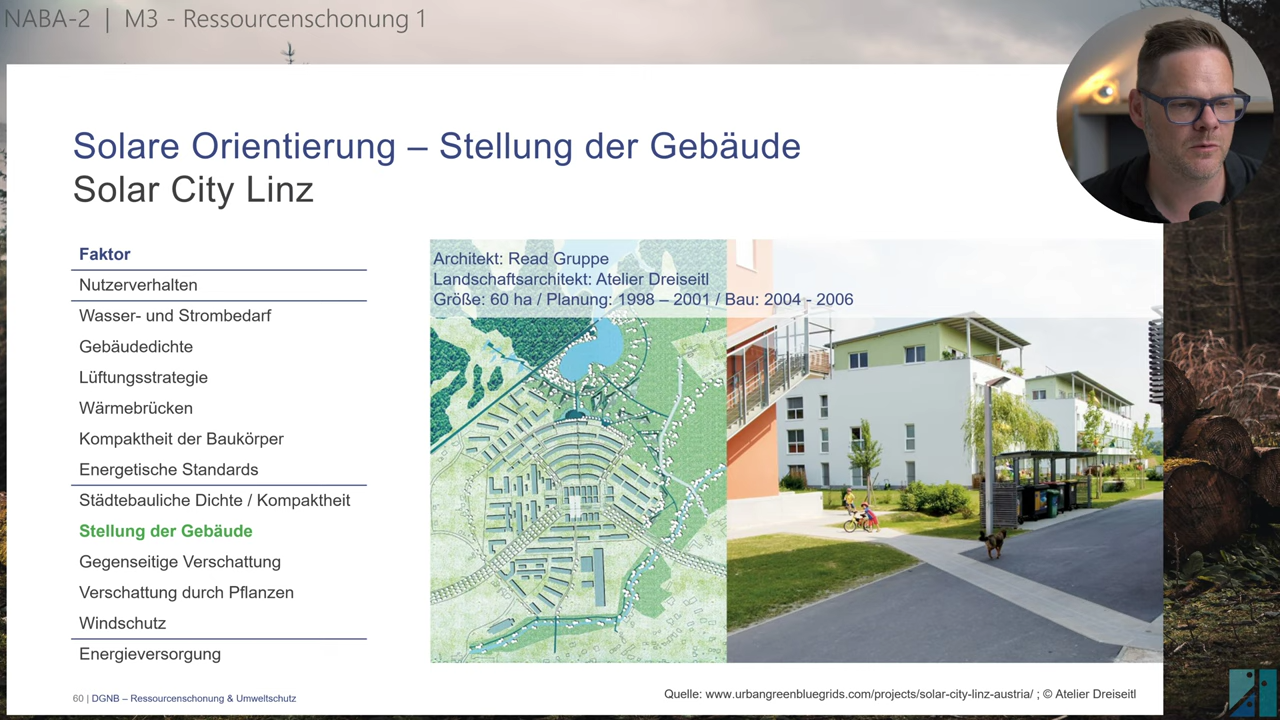 NABA-2 | M3 - Ressourcenschonung 1
Solare Orientierung – Stellung der Gebäude
Solar City Linz
Faktor
Nutzerverhalten
Wasser- und Strombedarf
Gebäudedichte
Lüftungsstrategie
Wärmebrücken
Kompaktheit der Baukörper
Energetische Standards
Städtebauliche Dichte / Kompaktheit
Stellung der Gebäude
Gegenseitige Verschattung
Verschattung durch Pflanzen
Windschutz
Energieversorgung
Architekt: Read Gruppe
Landschaftsarchitekt: Atelier Dreiseitl
Größe: 60 ha / Planung: 1998 – 2001 / Bau: 2004 - 2006
60 | DGNB – Ressourcenschonung & Umweltschutz
Quelle: www.urbangreenbluegrids.com/projects/solar-city-linz-austria/ ; © Atelier Dreiseitl